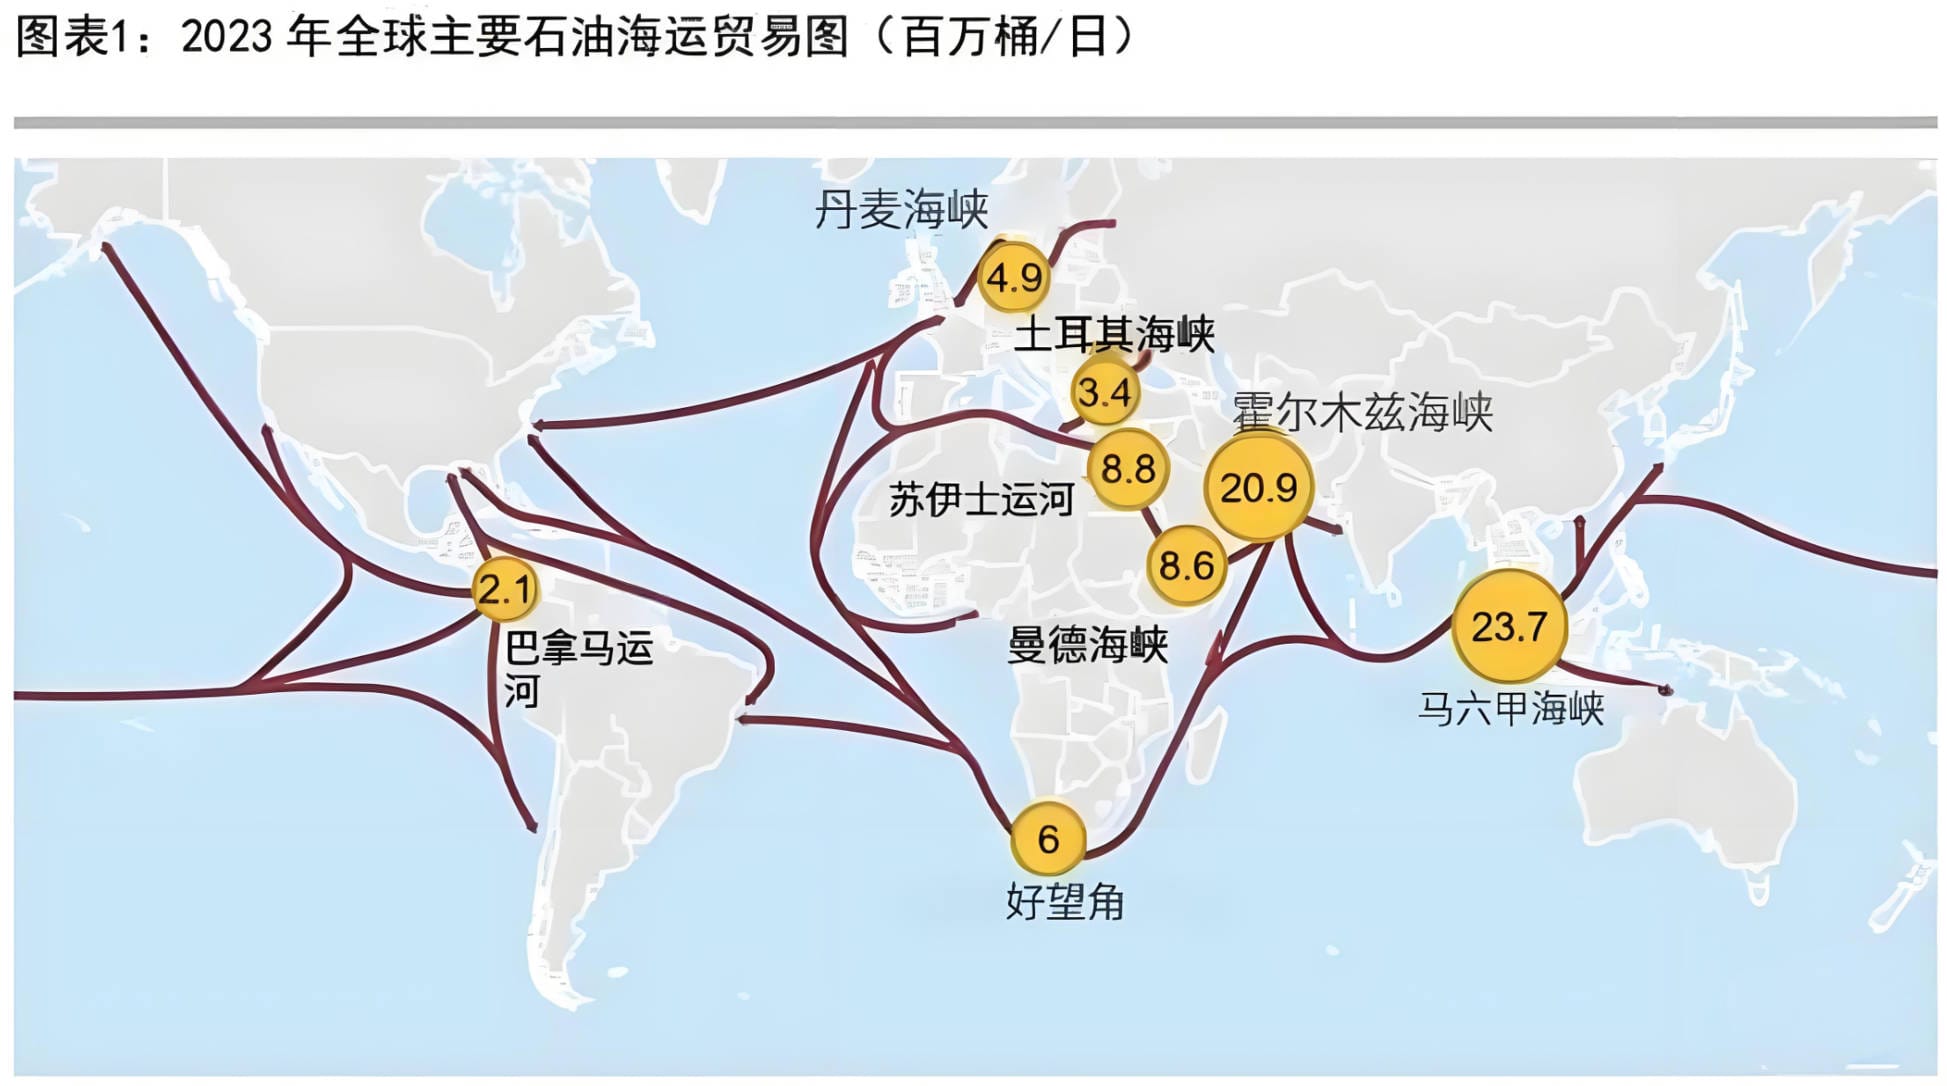 图表1：2023 年全球主要石油海运贸易图（百万桶/日）
丹麦海峡
4.9
土耳其海峡
3.4
霍尔木兹海峡
8.8
20.9
苏伊士运河
8.6
2.1
23.7
曼德海峡
巴拿马运
河
马六甲海峡
6
好望角